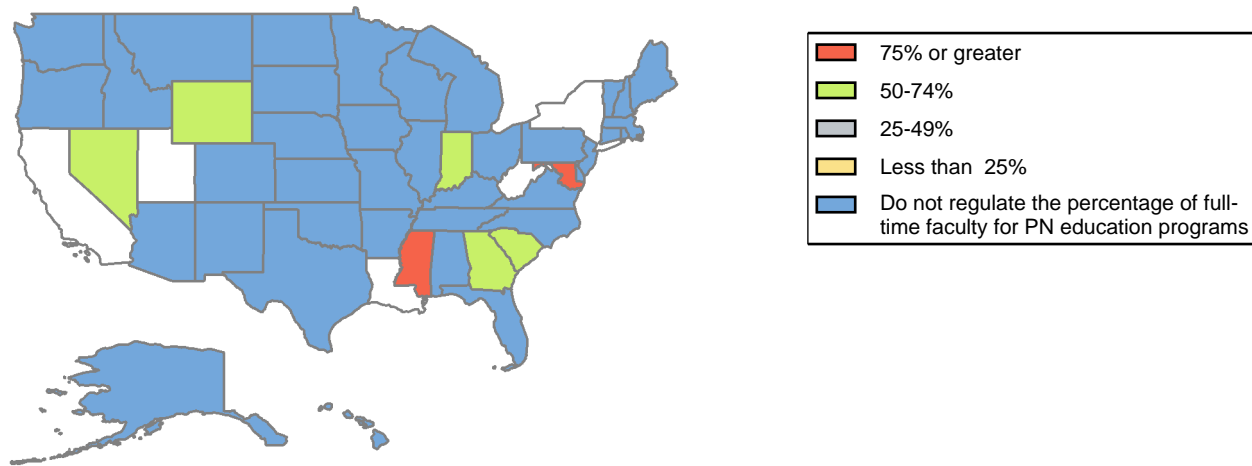 75% or greater
50-74%
25-49%
Less than  25%
Do not regulate the percentage of full-
time faculty for PN education programs